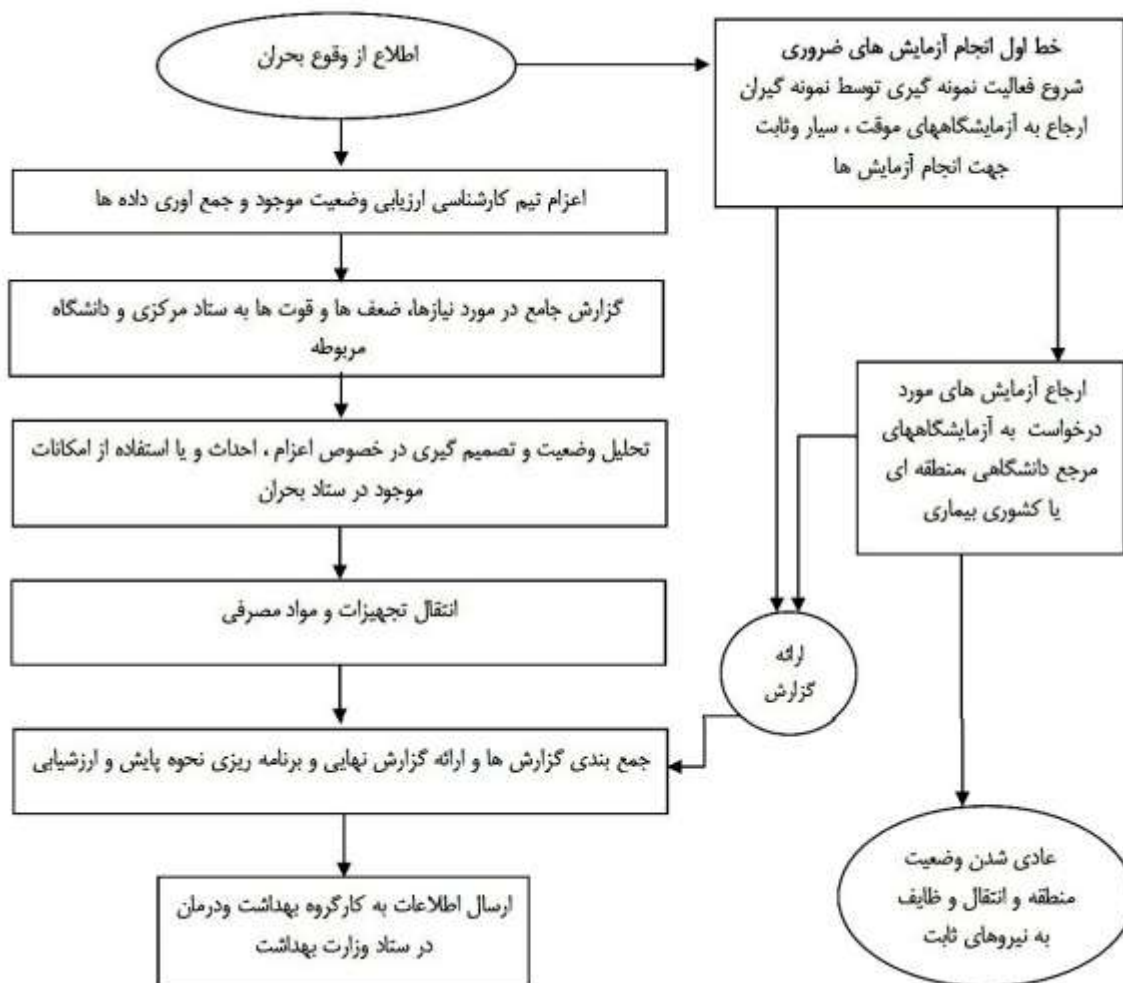 اطلاع از وقوع بحران
خط اول انجام آزمایش های ضروری
شروع فعالیت نمونه گیری توسط نمونه گیران
ارجاع به آزمایشگاههای موقت ، سیار وثابت
جهت انجام آزمایش ها
اعزام تیم کارشناسی ارزیابی وضعیت موجود و جمع اوری داده ها
گزارش جامع در مورد نیازها، ضعف ها و قوت ها به ستاد مرکزی و دانشگاه
مربوطه
ارجاع آزمایش های مورد
درخواست به آزمایشگاههای
مرجع دانشگاهی ،منطقه ای
یا کشوری بیماری
تحلیل وضعیت و تصمیم گیری در خصوص اعزام ، احداث و یا استفاده از امکانات
موجود در ستاد بحران
انتقال تجهیزات و مواد مصرفی
ارائه
گزارش
جمع بندی گزارش ها و ارائه گزارش نهایی و برنامه ریزی نحوه پایش و ارزشیابی
عادی شدن وضعیت
منطقه و انتقال و ظایف
به نیروهای ثابت
ارسال اطلاعات به کارگروه بهداشت ودرمان
در ستاد وزارت بهداشت